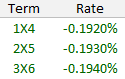 Term Rate
1X4 -0.1920%
2X5 -0.1930%
3X6 -0.1940%